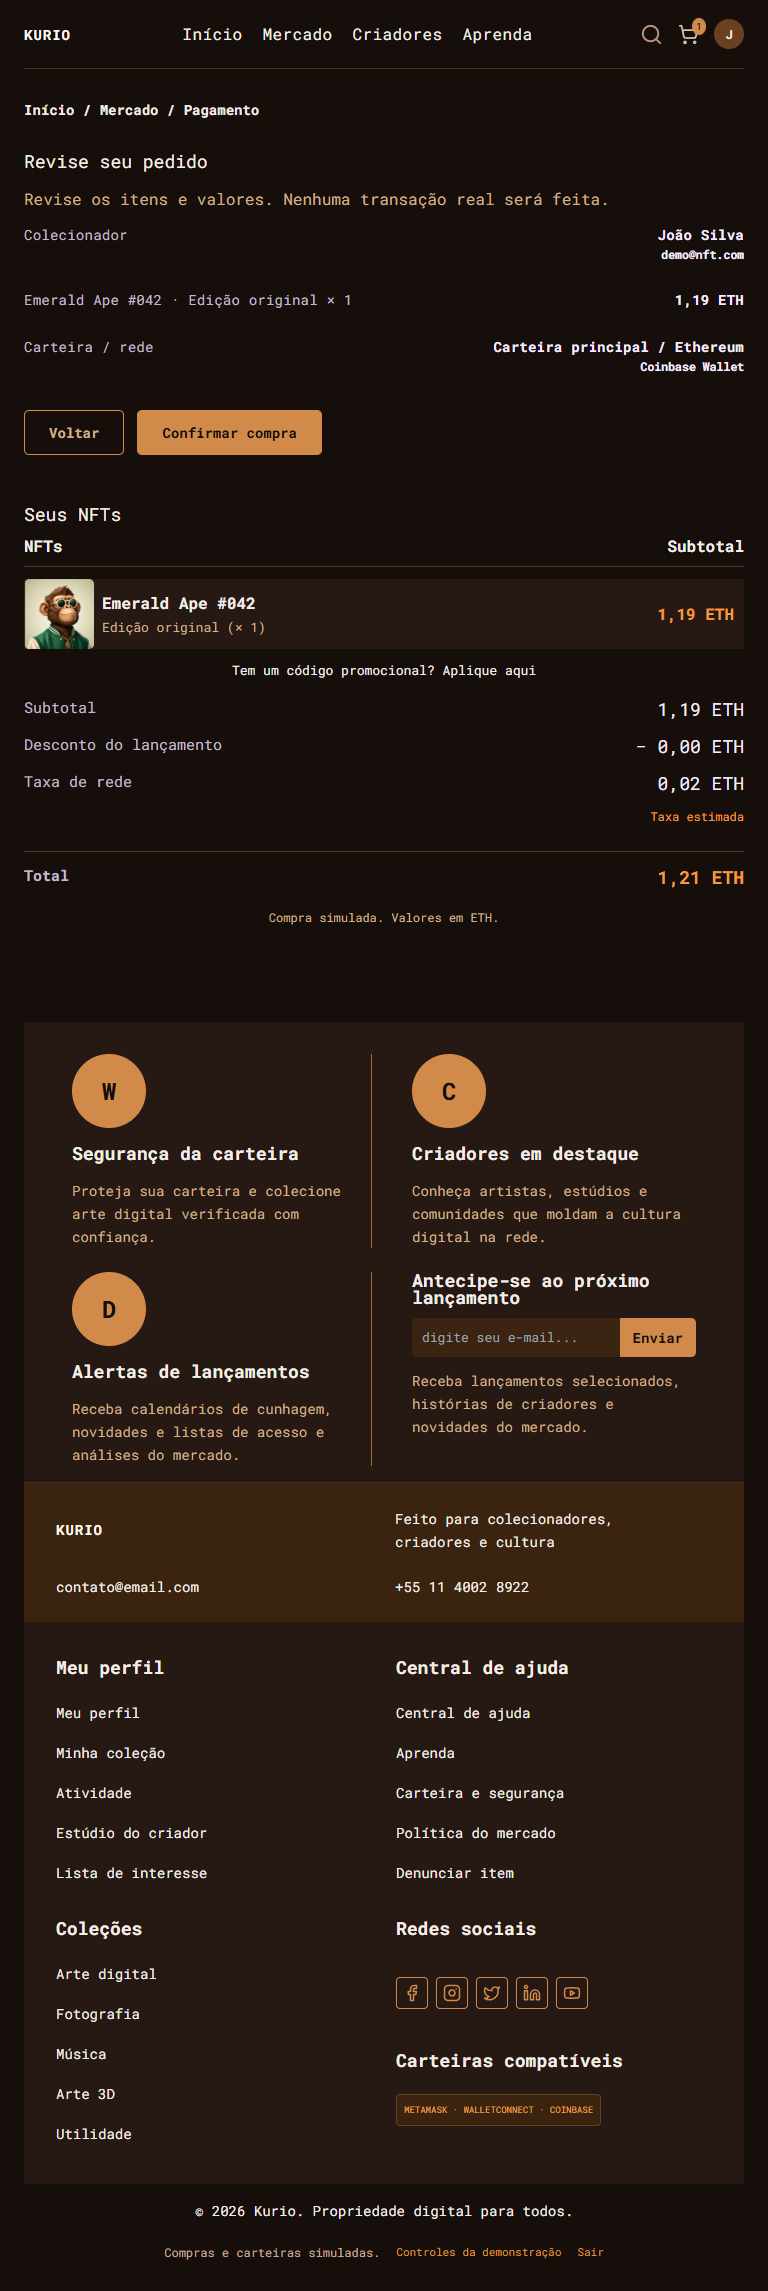 KURIO Início Mercado Criadores Aprenda 1 J
Início / Mercado / Pagamento
Revise seu pedido
Revise os itens e valores. Nenhuma transação real será feita.
Colecionador João Silva
demo@nft.com
Emerald Ape #042 · Edição original × 1 1,19 ETH
Carteira / rede Carteira principal / Ethereum
Coinbase Wallet
Voltar Confirmar compra
Seus NFTs
NFTs Subtotal
Emerald Ape #042
Edição original (× 1)
1,19 ETH
Tem um código promocional? Aplique aqui
Subtotal 1,19 ETH
Desconto do lançamento − 0,00 ETH
Taxa de rede 0,02 ETH
Taxa estimada
Total 1,21 ETH
Compra simulada. Valores em ETH.
W
Segurança da carteira
Proteja sua carteira e colecione
arte digital verificada com
confiança.
C
Criadores em destaque
Conheça artistas, estúdios e
comunidades que moldam a cultura
digital na rede.
D
Alertas de lançamentos
Receba calendários de cunhagem,
novidades e listas de acesso e
análises do mercado.
Antecipe-se ao próximo
lançamento
digite seu e-mail... Enviar
Receba lançamentos selecionados,
histórias de criadores e
novidades do mercado.
KURIO
Feito para colecionadores,
criadores e cultura
contato@email.com
+55 11 4002 8922
Meu perfil
Meu perfil
Minha coleção
Atividade
Estúdio do criador
Lista de interesse
Central de ajuda
Central de ajuda
Aprenda
Carteira e segurança
Política do mercado
Denunciar item
Coleções
Arte digital
Fotografia
Música
Arte 3D
Utilidade
Redes sociais
Carteiras compatíveis
METAMASK · WALLETCONNECT · COINBASE
© 2026 Kurio. Propriedade digital para todos.
Compras e carteiras simuladas. Controles da demonstração Sair